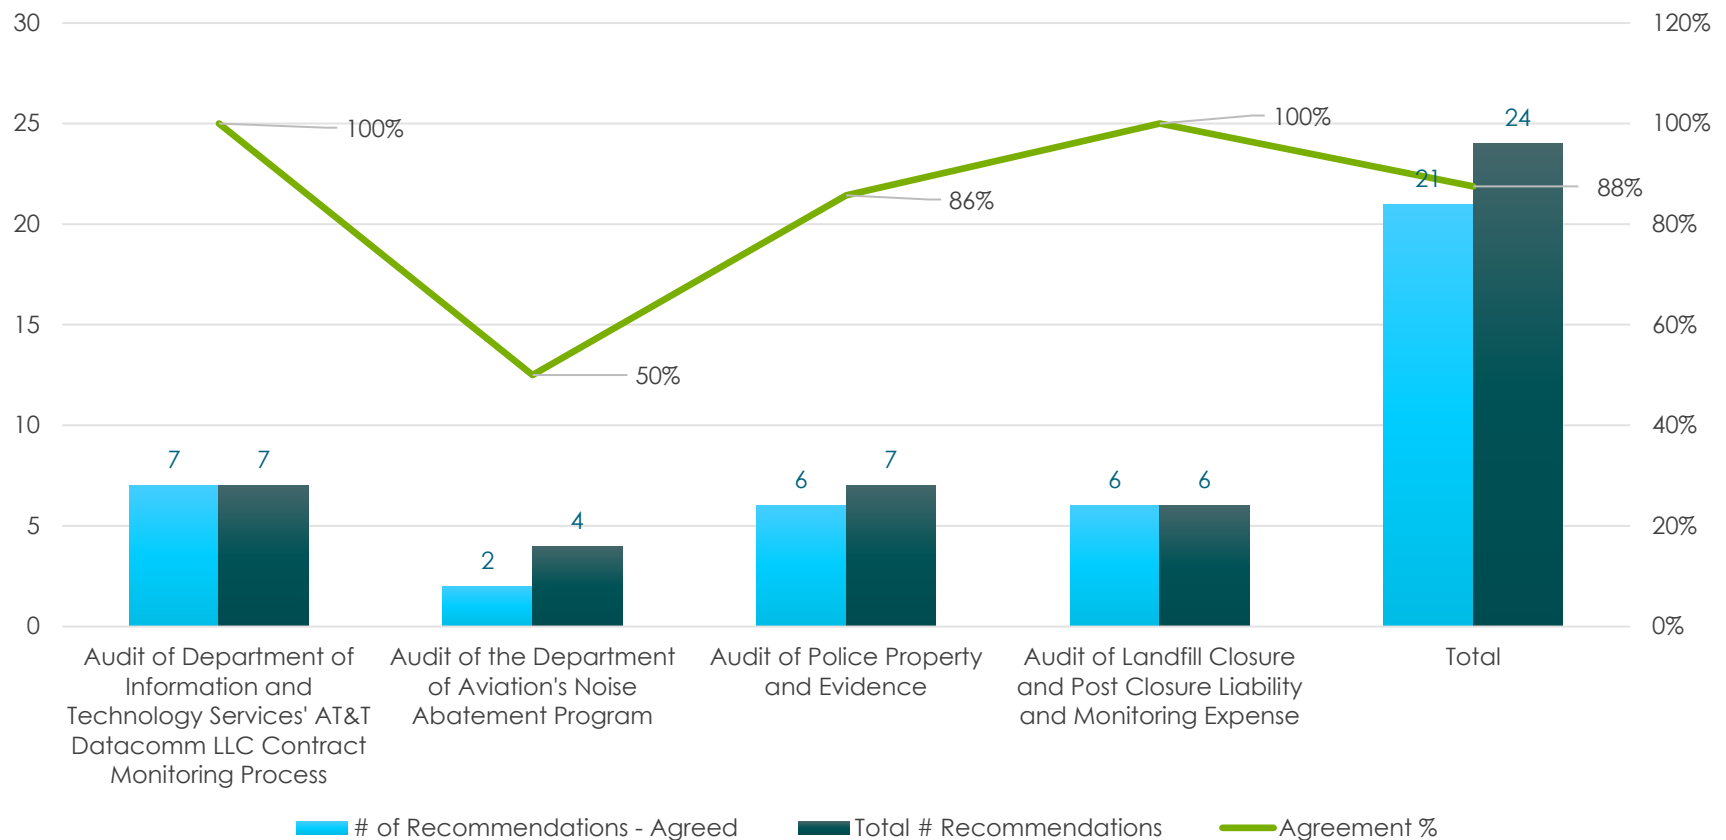 30
120%
25
100%
100%
100%
24
100%
21
88%
86%
20
80%
15
60%
50%
10
40%
7
7
7
6
6
6
4
5
20%
2
0
0%
Audit of Department of
Information and
Technology Services' AT&T
Datacomm LLC Contract
Monitoring Process
Audit of the Department
of Aviation's Noise
Abatement Program
Audit of Police Property
and Evidence
Audit of Landfill Closure
and Post Closure Liability
and Monitoring Expense
Total
# of Recommendations - Agreed
Total # Recommendations
Agreement %